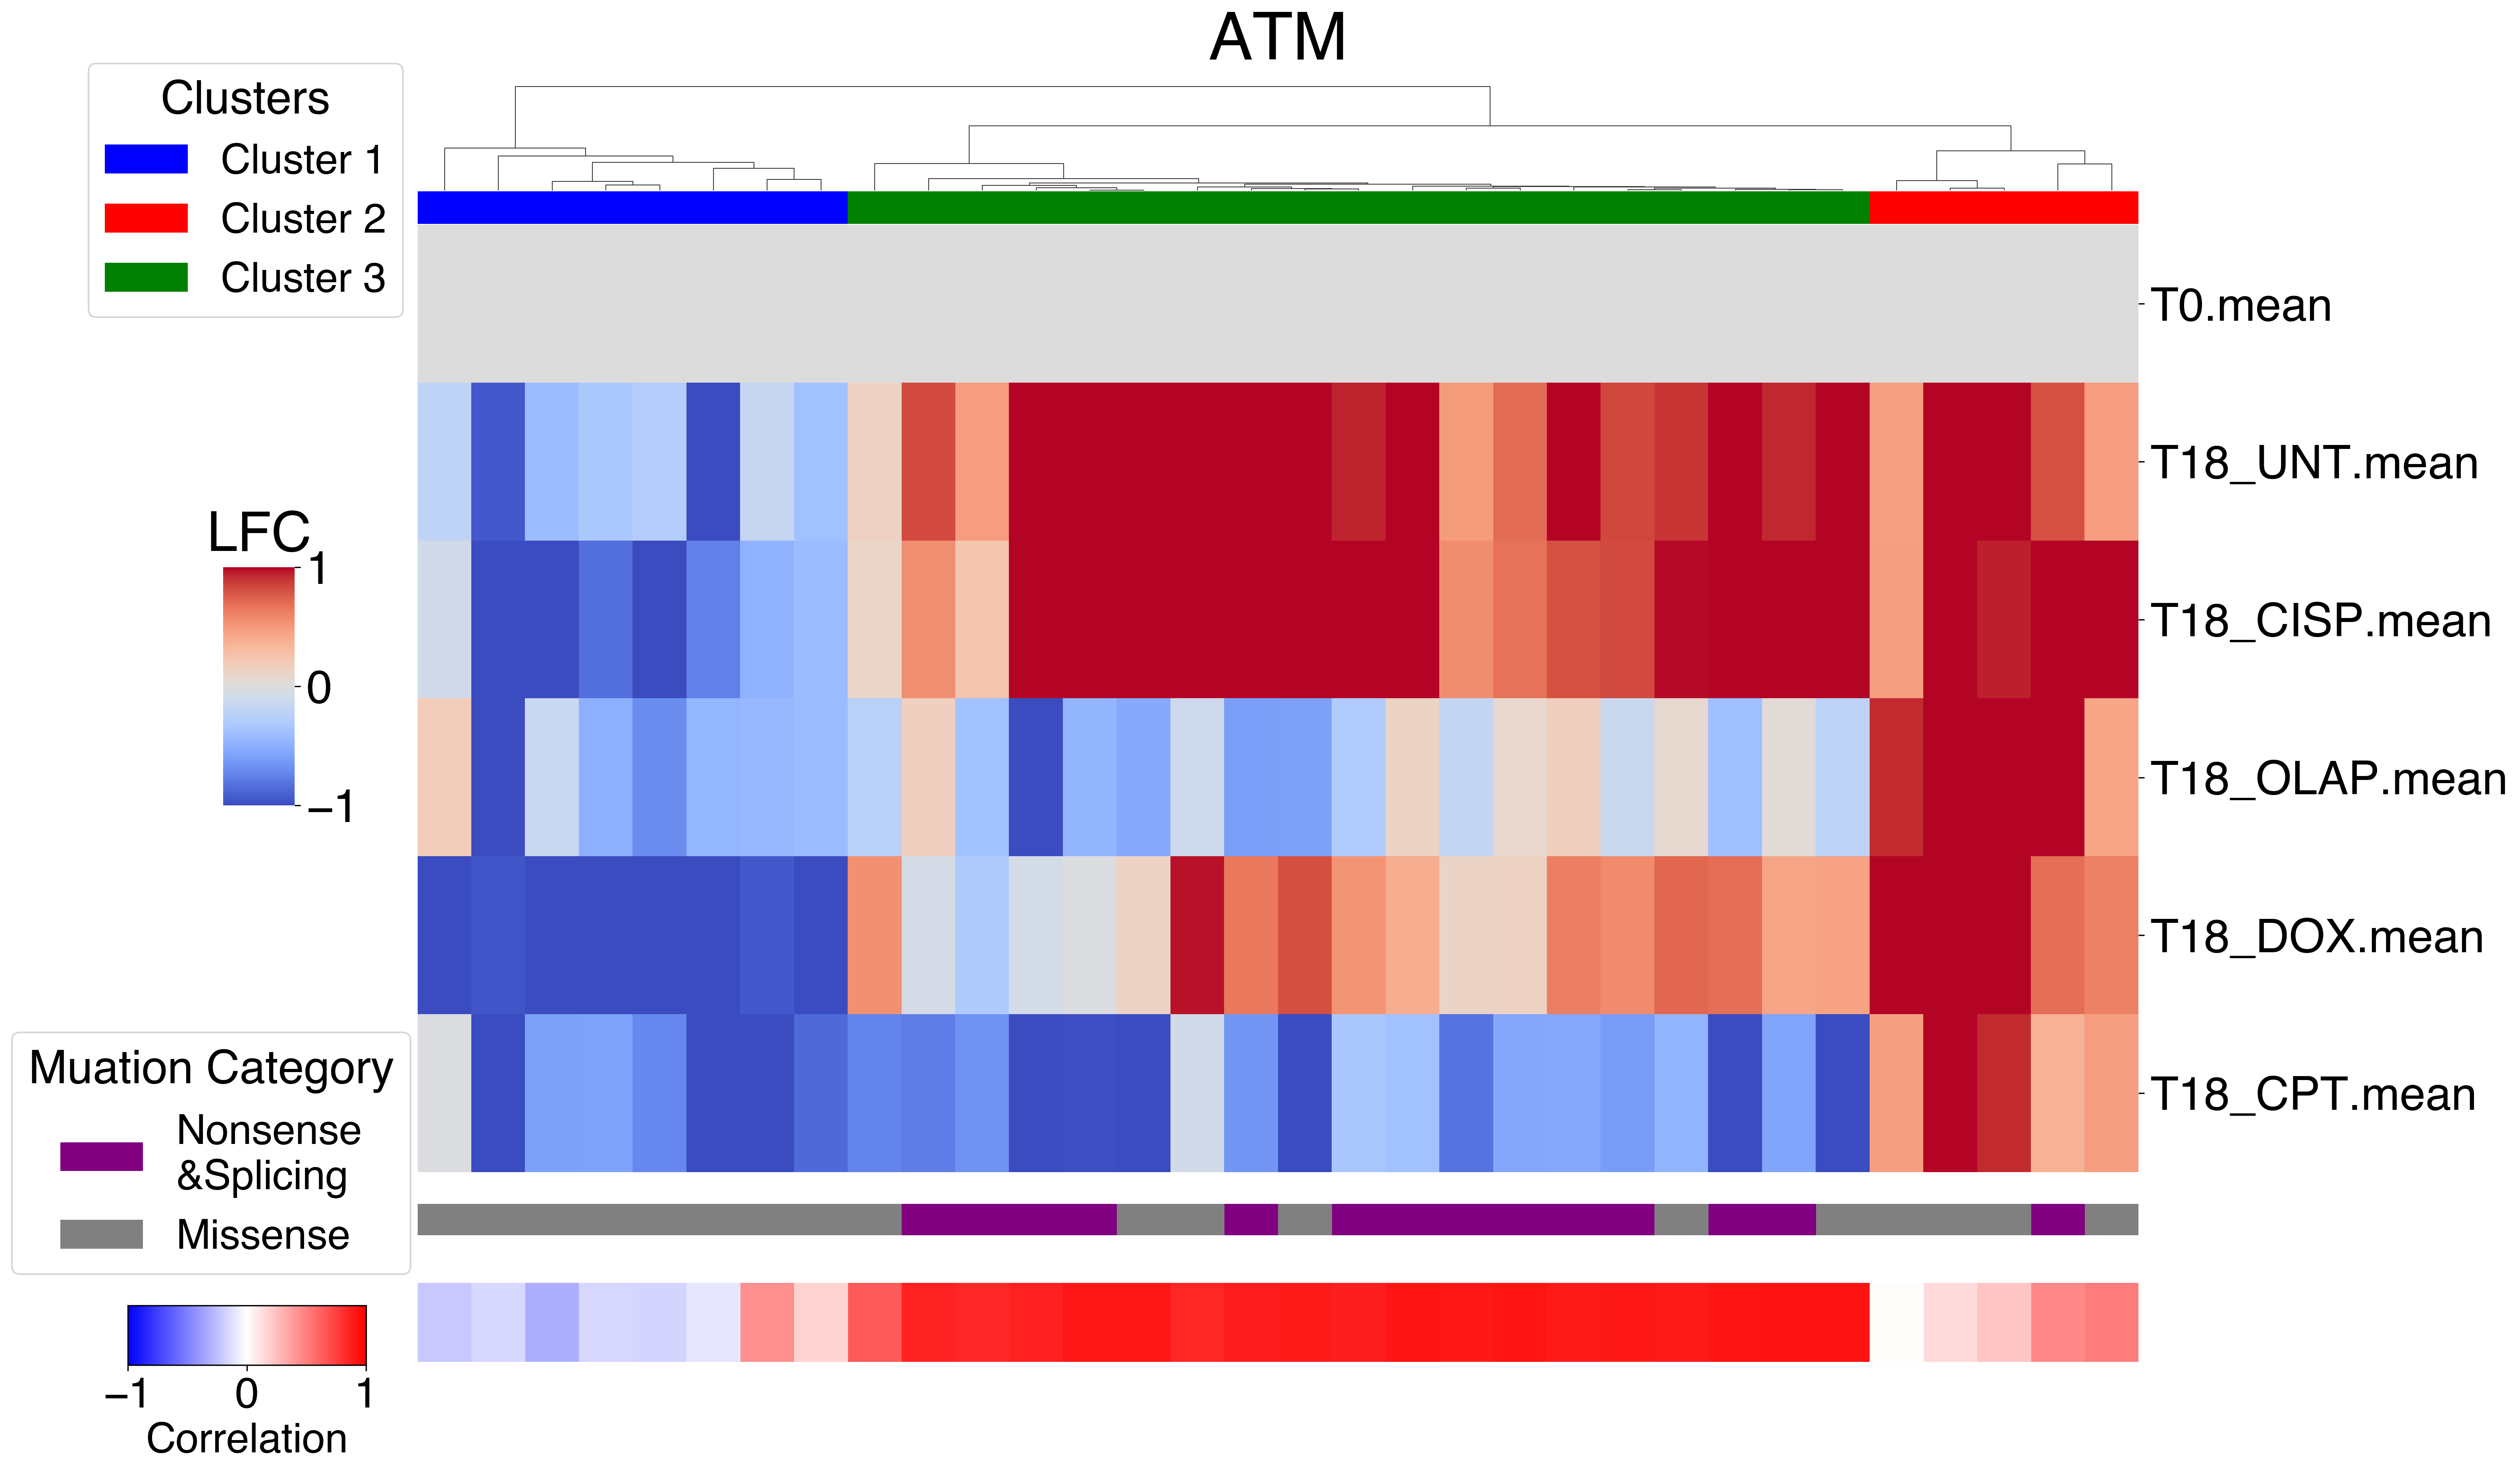 ATM
Clusters
Cluster 1
Cluster 2
Cluster 3
T0.mean
T18_UNT.mean
LFC
1
0
−1
T18_CISP.mean
T18_OLAP.mean
T18_DOX.mean
T18_CPT.mean
Muation Category
Nonsense
&Splicing
Missense
−1 0 1
Correlation